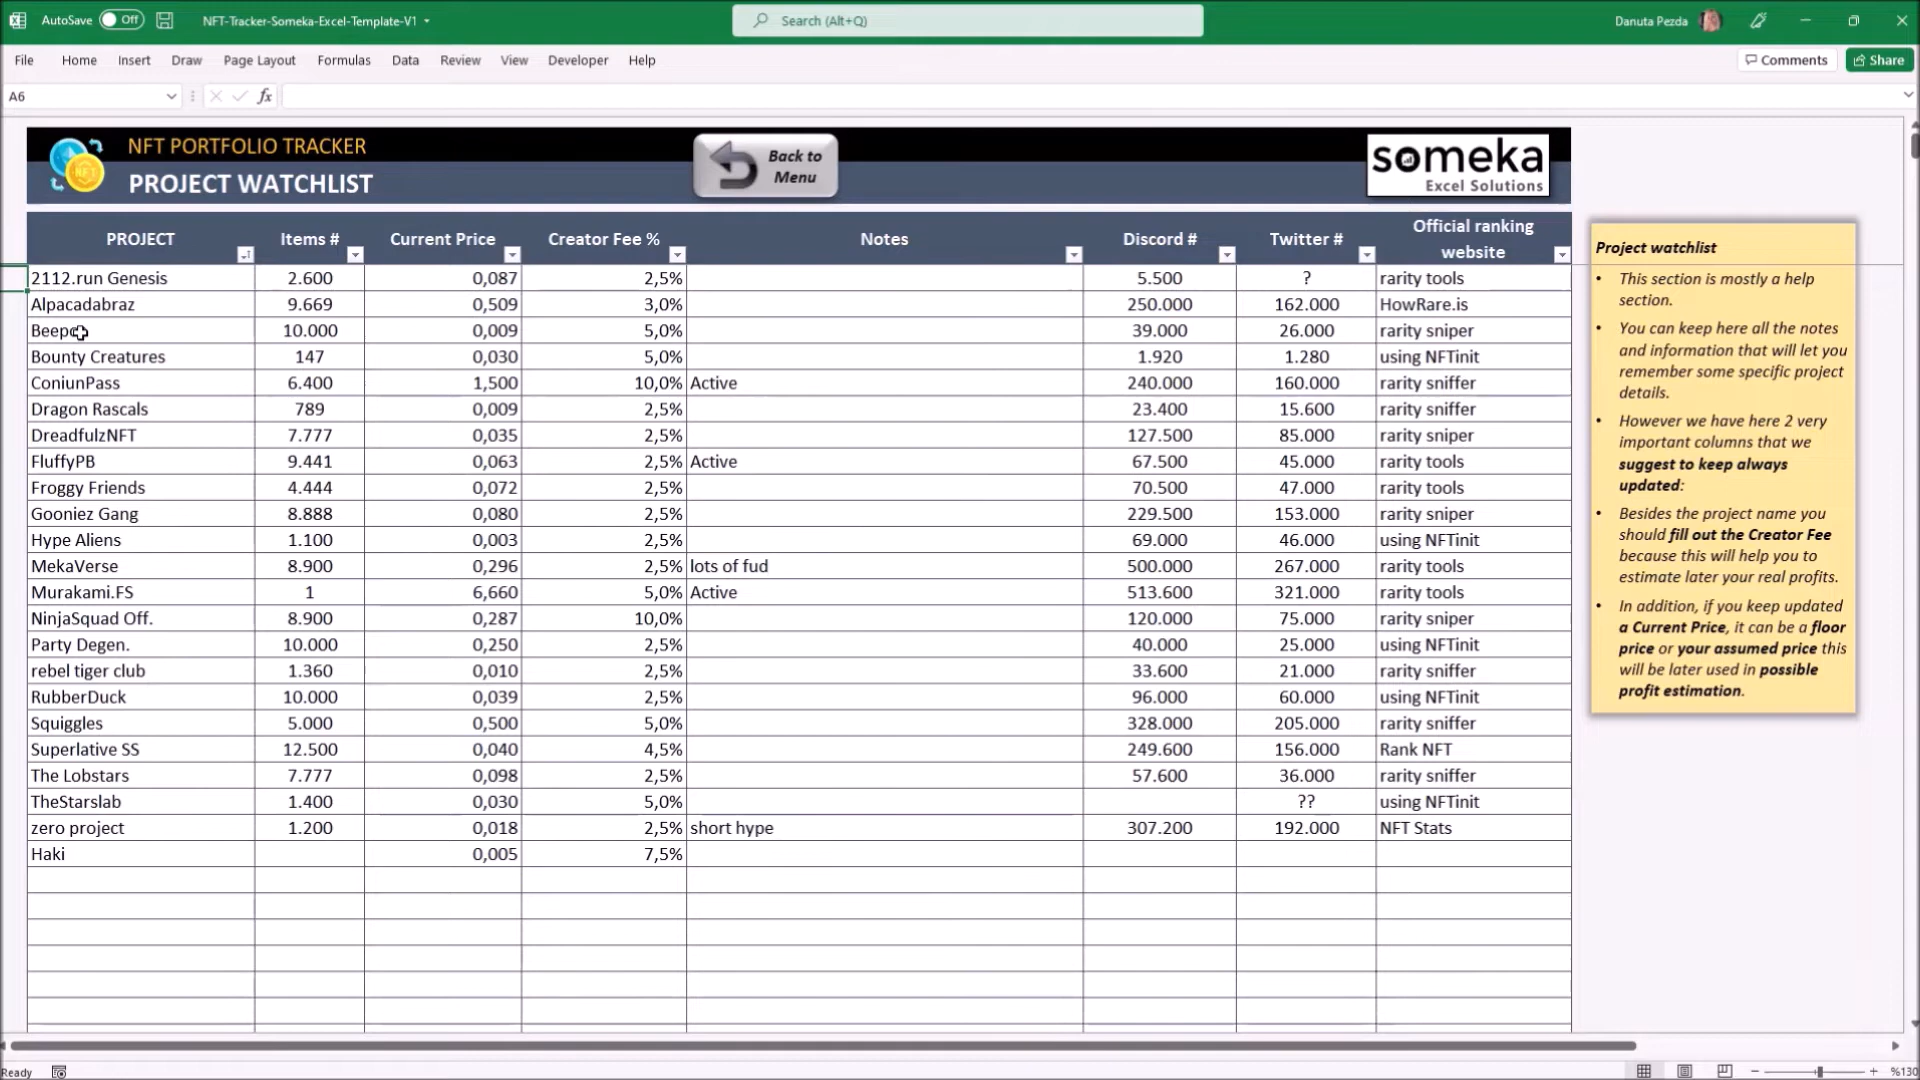 AutoSave Off NFT-Tracker-Someka-Excel-Template-V1 Search (Alt+Q) Danuta Pezda
File Home Insert Draw Page Layout Formulas Data Review View Developer Help Comments Share
A6 fx
NFT PORTFOLIO TRACKER
PROJECT WATCHLIST
Back to
Menu
someka
Excel Solutions
PROJECT Items # Current Price Creator Fee % Notes Discord # Twitter # Official ranking
website
2112.run Genesis 2.600 0,087 2,5% 5.500 ? rarity tools
Alpacadabraz 9.669 0,509 3,0% 250.000 162.000 HowRare.is
10.000 0,009 5,0% 39.000 26.000 rarity sniper
Bounty Creatures 147 0,030 5,0% 1.920 1.280 using NFTinit
ConiunPass 6.400 1,500 10,0% Active 240.000 160.000 rarity sniffer
Dragon Rascals 789 0,009 2,5% 23.400 15.600 rarity sniffer
DreadfulzNFT 7.777 0,035 2,5% 127.500 85.000 rarity sniper
FluffyPB 9.441 0,063 2,5% Active 67.500 45.000 rarity tools
Froggy Friends 4.444 0,072 2,5% 70.500 47.000 rarity tools
Gooniez Gang 8.888 0,080 2,5% 229.500 153.000 rarity sniper
Hype Aliens 1.100 0,003 2,5% 69.000 46.000 using NFTinit
MekaVerse 8.900 0,296 2,5% lots of fud 500.000 267.000 rarity tools
Murakami.FS 1 6,660 5,0% Active 513.600 321.000 rarity tools
NinjaSquad Off. 8.900 0,287 10,0% 120.000 75.000 rarity sniper
Party Degen. 10.000 0,250 2,5% 40.000 25.000 using NFTinit
rebel tiger club 1.360 0,010 2,5% 33.600 21.000 rarity sniffer
RubberDuck 10.000 0,039 2,5% 96.000 60.000 using NFTinit
Squiggles 5.000 0,500 5,0% 328.000 205.000 rarity sniffer
Superlative SS 12.500 0,040 4,5% 249.600 156.000 Rank NFT
The Lobstars 7.777 0,098 2,5% 57.600 36.000 rarity sniffer
TheStarslab 1.400 0,030 5,0% ?? using NFTinit
zero project 1.200 0,018 2,5% short hype 307.200 192.000 NFT Stats
Haki 0,005 7,5%
Project watchlist
• This section is mostly a help
section.
• You can keep here all the notes
and information that will let you
remember some specific project
details.
• However we have here 2 very
important columns that we
suggest to keep always
updated:
• Besides the project name you
should fill out the Creator Fee
because this will help you to
estimate later your real profits.
• In addition, if you keep updated
a Current Price, it can be a floor
price or your assumed price this
will be later used in possible
profit estimation.
Ready %130